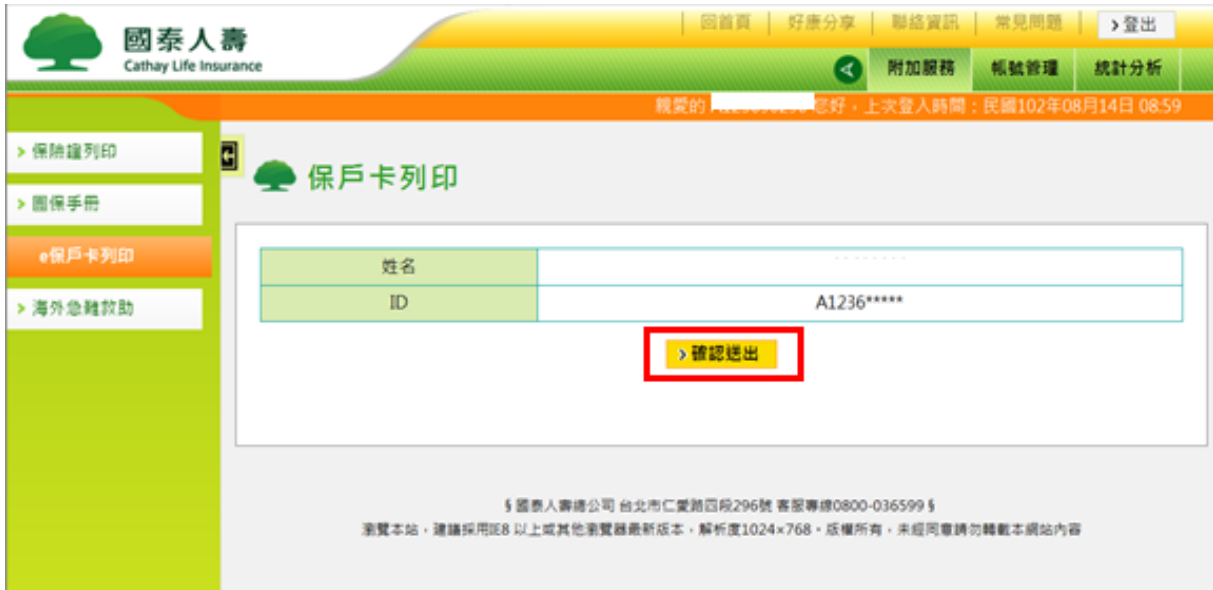 國泰人壽
Cathay Life Insurance
回首頁 好康分享 聯絡資訊 常見問題 登出
附加服務 帳號管理 統計分析
親愛的 您好，上次登入時間：民國102年08月14日 08:59
保險證列印
團保手冊
e保戶卡列印
海外急難救助
保戶卡列印
姓名
ID A1236*****
確認送出
§ 國泰人壽總公司 台北市仁愛路四段296號 客服專線0800-036599 §
瀏覽本站，建議採用IE8 以上或其他瀏覽器最新版本，解析度1024×768。版權所有，未經同意請勿轉載本網站內容